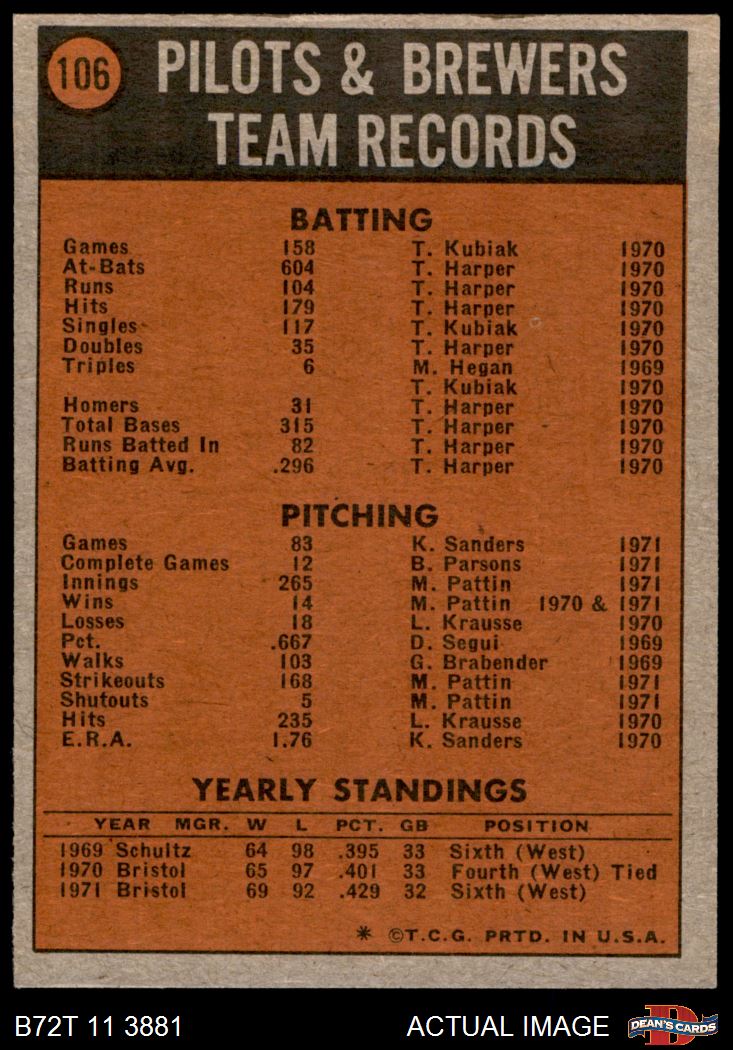 106 PILOTS & BREWERS
TEAM RECORDS
BATTING
Games 158 T. Kubiak 1970
At-Bats 604 T. Harper 1970
Runs 104 T. Harper 1970
Hits 179 T. Harper 1970
Singles 117 T. Kubiak 1970
Doubles 35 T. Harper 1970
Triples 6 M. Hegan 1969
T. Kubiak 1970
Homers 31 T. Harper 1970
Total Bases 315 T. Harper 1970
Runs Batted In 82 T. Harper 1970
Batting Avg. .296 T. Harper 1970
PITCHING
Games 83 K. Sanders 1971
Complete Games 12 B. Parsons 1971
Innings 265 M. Pattin 1971
Wins 14 M. Pattin 1970 & 1971
Losses 18 L. Krausse 1970
Pct. .667 D. Segui 1969
Walks 103 G. Brabender 1969
Strikeouts 168 M. Pattin 1971
Shutouts 5 M. Pattin 1971
Hits 235 L. Krausse 1970
E.R.A. 1.76 K. Sanders 1970
YEARLY STANDINGS
YEAR MGR. W L PCT. GB POSITION
1969 Schultz 64 98 .395 33 Sixth (West)
1970 Bristol 65 97 .401 33 Fourth (West) Tied
1971 Bristol 69 92 .429 32 Sixth (West)
* ©T.C.G. PRTD. IN U.S.A.
B72T 11 3881 ACTUAL IMAGE DEAN'S CARDS